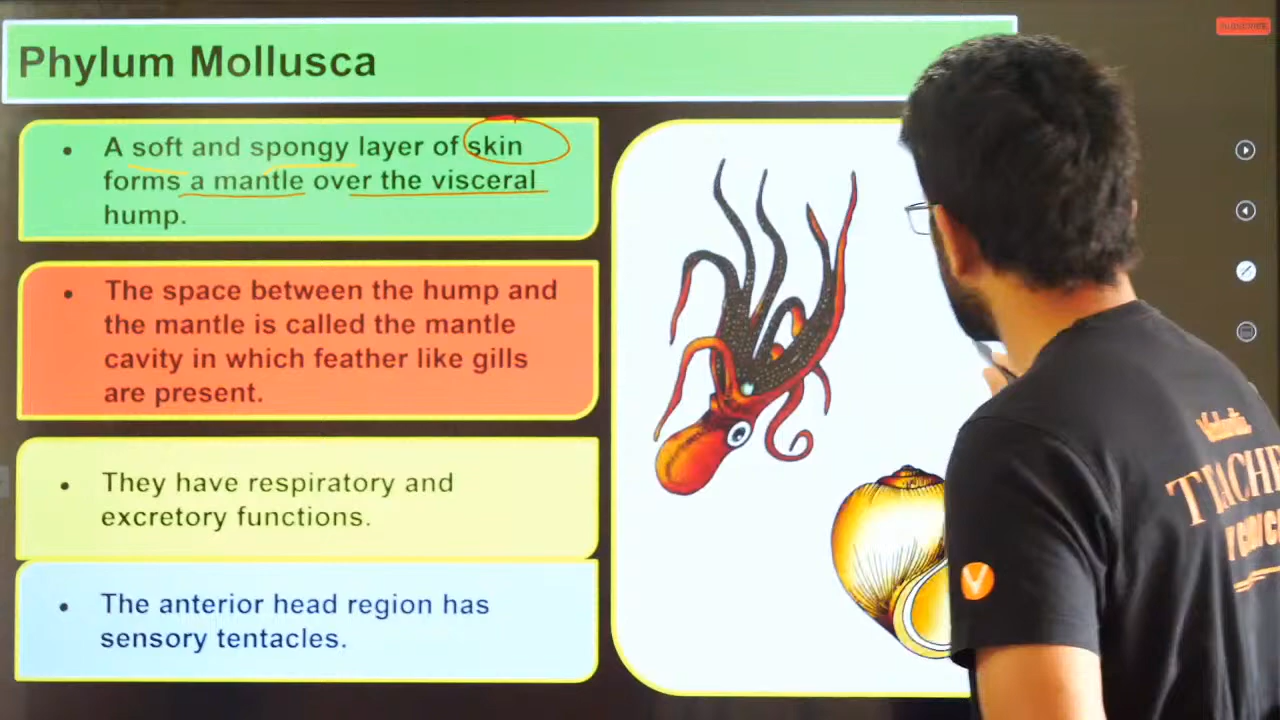 Phylum Mollusca
• A soft and spongy layer of skin
forms a mantle over the visceral
hump.
• The space between the hump and
the mantle is called the mantle
cavity in which feather like gills
are present.
• They have respiratory and
excretory functions.
• The anterior head region has
sensory tentacles.
V